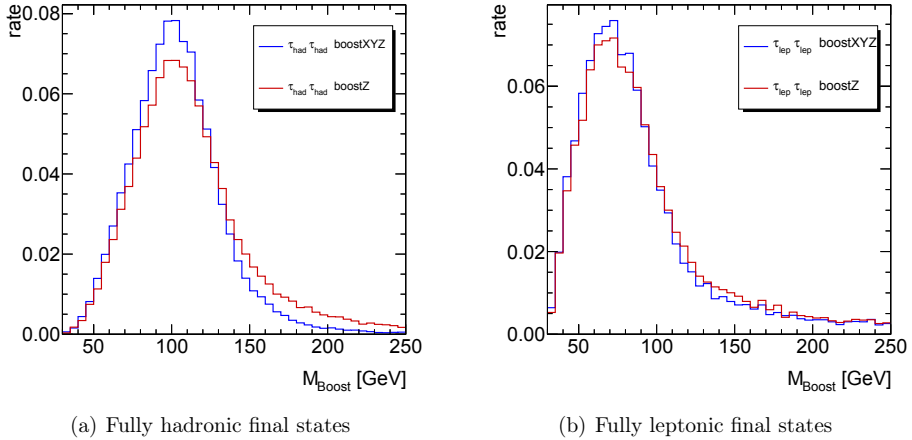 rate
0.08
0.06
0.04
0.02
0.00
τhad τhad boostXYZ
τhad τhad boostZ
50 100 150 200 250
MBoost [GeV]
(a) Fully hadronic final states
rate
0.06
0.04
0.02
0.00
τlep τlep boostXYZ
τlep τlep boostZ
50 100 150 200 250
MBoost [GeV]
(b) Fully leptonic final states